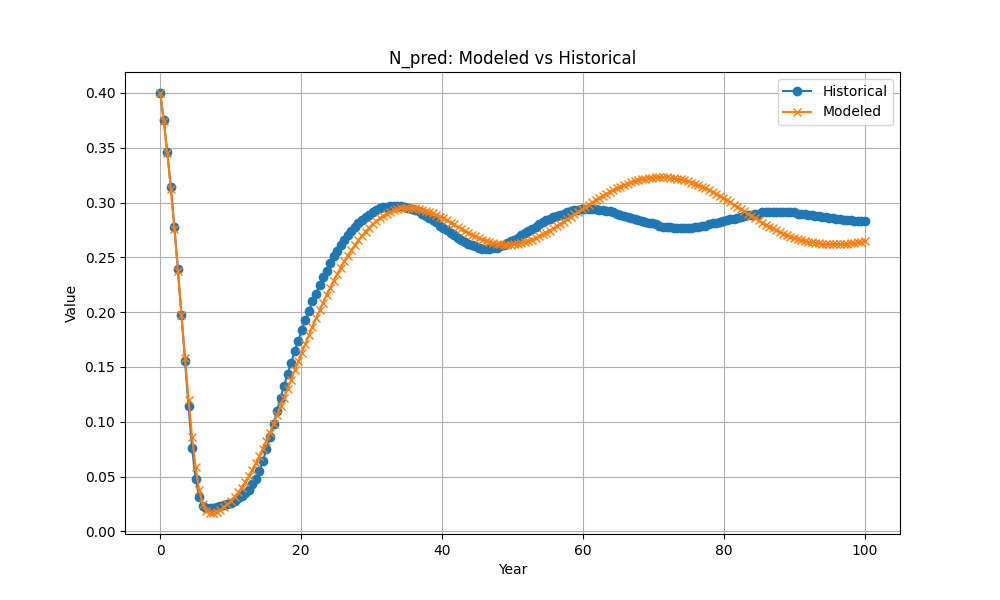 N_pred: Modeled vs Historical
Historical
Modeled
0.40
0.35
0.30
0.25
0.20
0.15
0.10
0.05
0.00
Value
0 20 40 60 80 100
Year